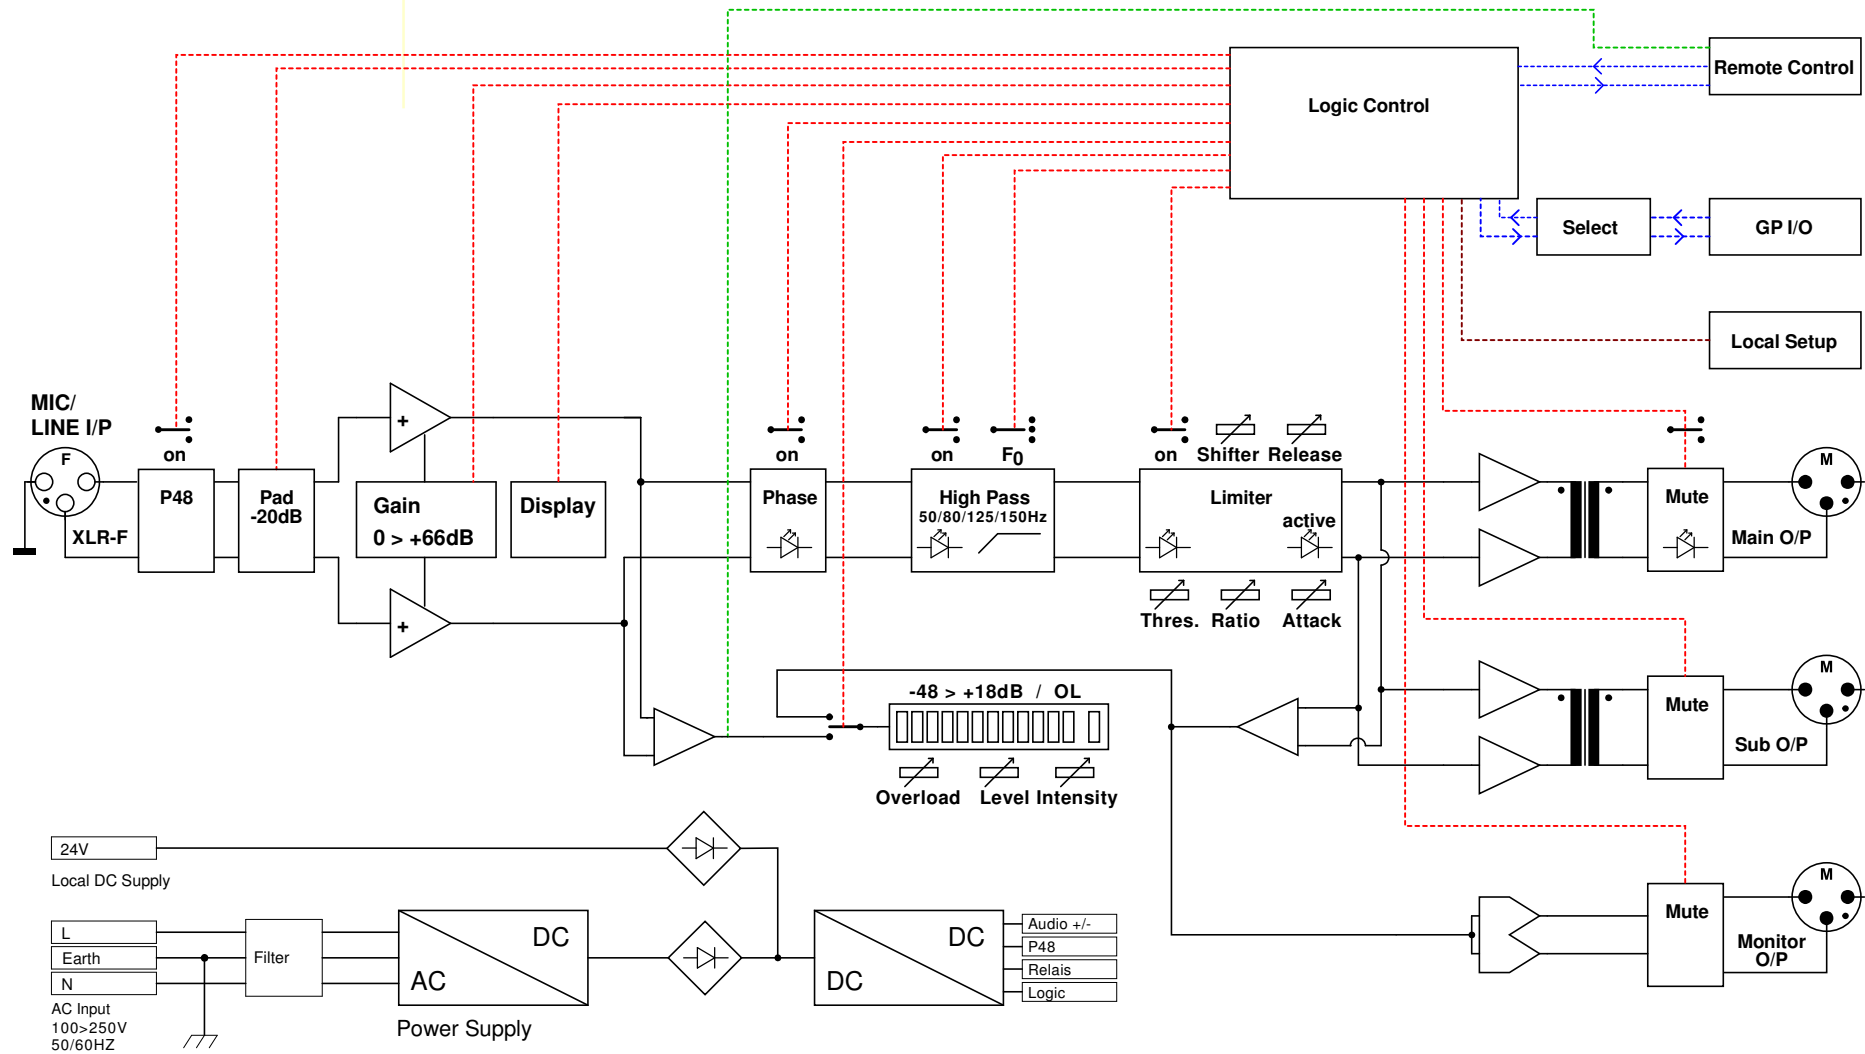 Remote Control
Logic Control
Select
GP I/O
Local Setup
MIC/
LINE I/P
F
on
P48
XLR-F
Pad
-20dB
+
Gain
0 > +66dB
+
Display
on
Phase
on
F0
High Pass
50/80/125/150Hz
on
Shifter
Release
Limiter
active
Thres.
Ratio
Attack
M
Mute
Main O/P
-48 > +18dB / OL
Overload
Level
Intensity
M
Mute
Sub O/P
M
Mute
Monitor
O/P
24V
Local DC Supply
L
Earth
N
AC Input
100>250V
50/60HZ
Filter
DC
AC
Power Supply
DC
DC
Audio +/-
P48
Relais
Logic